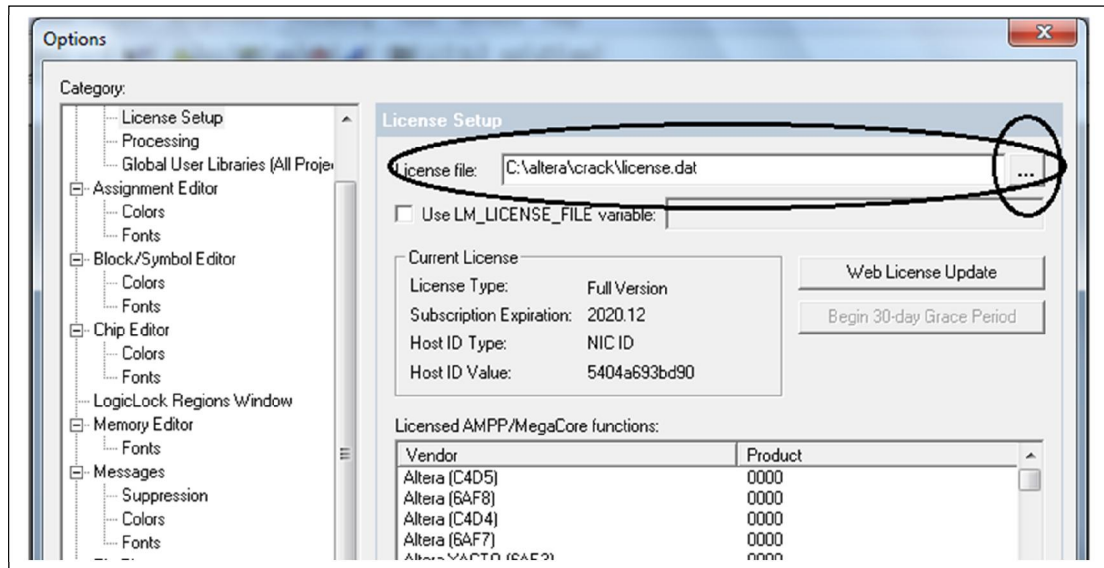 Options
Category:
License Setup
Processing
Global User Libraries (All Proje
Assignment Editor
Colors
Fonts
Block/Symbol Editor
Colors
Fonts
Chip Editor
Colors
Fonts
LogicLock Regions Window
Memory Editor
Fonts
Messages
Suppression
Colors
Fonts
License Setup
License file: C:\altera\crack\license.dat ...
Use LM_LICENSE_FILE variable:
Current License
License Type: Full Version
Subscription Expiration: 2020.12
Host ID Type: NIC ID
Host ID Value: 5404a693bd90
Web License Update
Begin 30-day Grace Period
Licensed AMPP/MegaCore functions:
Vendor Product
Altera (C4D5) 0000
Altera (6AF8) 0000
Altera (C4D4) 0000
Altera (6AF7) 0000